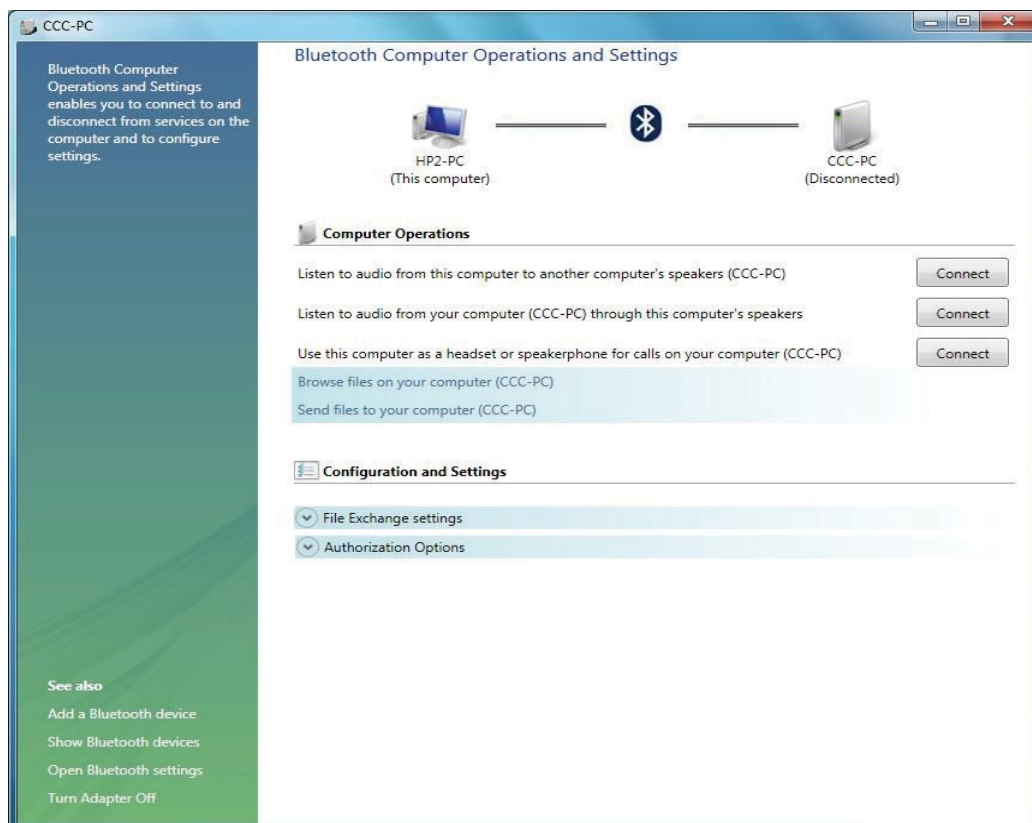 CCC-PC
Bluetooth Computer
Operations and Settings
enables you to connect to and
disconnect from services on the
computer and to configure
settings.
Bluetooth Computer Operations and Settings
HP2-PC
(This computer)
CCC-PC
(Disconnected)
Computer Operations
Listen to audio from this computer to another computer's speakers (CCC-PC)
Connect
Listen to audio from your computer (CCC-PC) through this computer's speakers
Connect
Use this computer as a headset or speakerphone for calls on your computer (CCC-PC)
Connect
Browse files on your computer (CCC-PC)
Send files to your computer (CCC-PC)
Configuration and Settings
File Exchange settings
Authorization Options
See also
Add a Bluetooth device
Show Bluetooth devices
Open Bluetooth settings
Turn Adapter Off